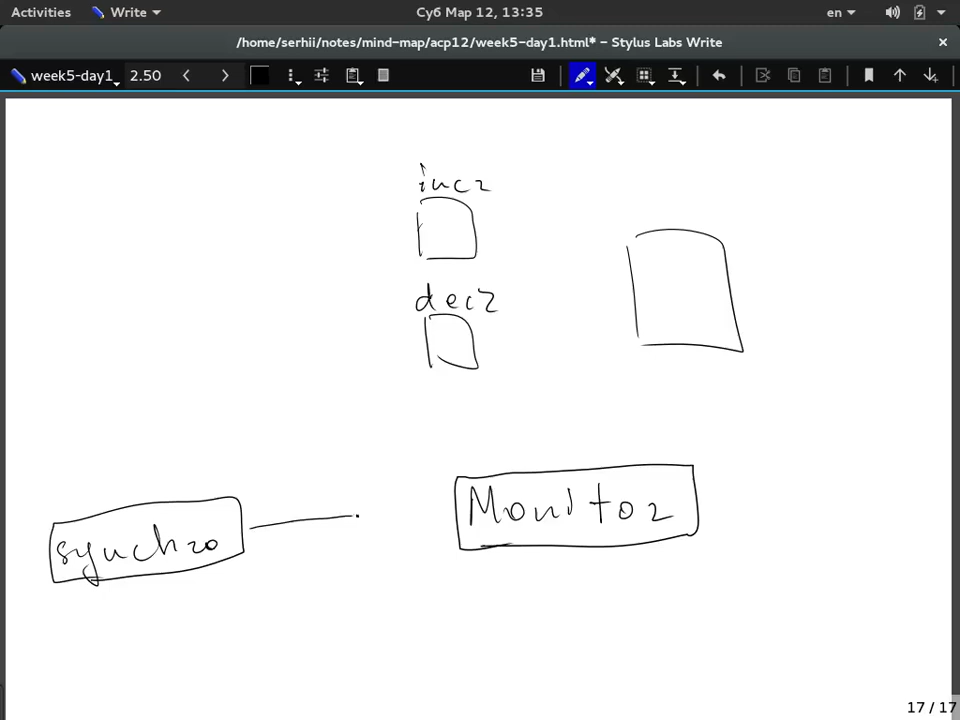 Activities Write Суб Мар 12, 13:35 en
/home/serhii/notes/mind-map/acp12/week5-day1.html* – Stylus Labs Write
week5-day1 2.50
incr
decr
Monitor
synchro
17 / 17